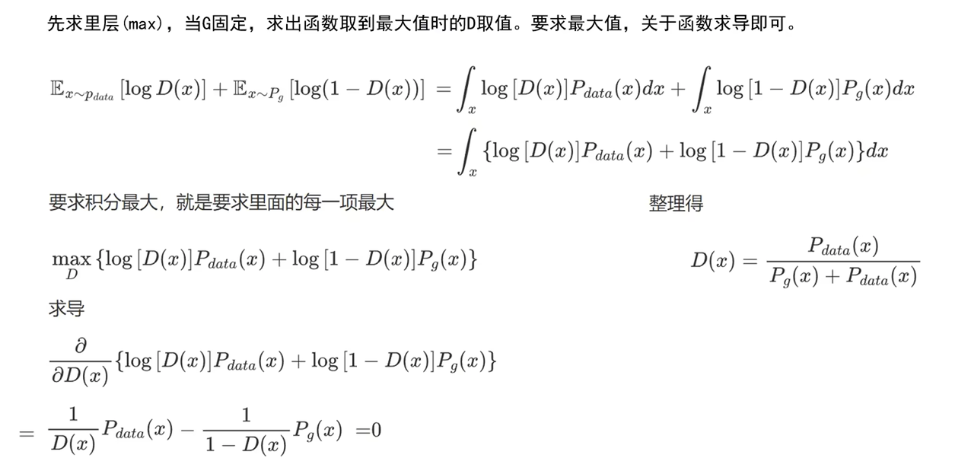 先求里层(max)，当G固定，求出函数取到最大值时的D取值。要求最大值，关于函数求导即可。
$\mathbb{E}_{x\sim p_{data}}[\log D(x)]+\mathbb{E}_{x\sim P_g}[\log(1-D(x))]=\int_x \log[D(x)]P_{data}(x)dx+\int_x \log[1-D(x)]P_g(x)dx$
$=\int_x\{\log[D(x)]P_{data}(x)+\log[1-D(x)]P_g(x)\}dx$
要求积分最大，就是要求里面的每一项最大
$\max_D\{\log[D(x)]P_{data}(x)+\log[1-D(x)]P_g(x)\}$
求导
$\frac{\partial}{\partial D(x)}\{\log[D(x)]P_{data}(x)+\log[1-D(x)]P_g(x)\}$
$=\frac{1}{D(x)}P_{data}(x)-\frac{1}{1-D(x)}P_g(x)=0$
整理得
$D(x)=\frac{P_{data}(x)}{P_g(x)+P_{data}(x)}$